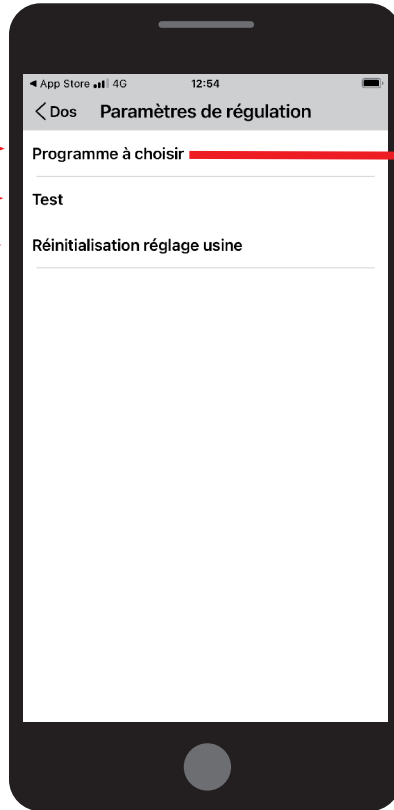 App Store 4G 12:54
Dos Paramètres de régulation
Programme à choisir
Test
Réinitialisation réglage usine